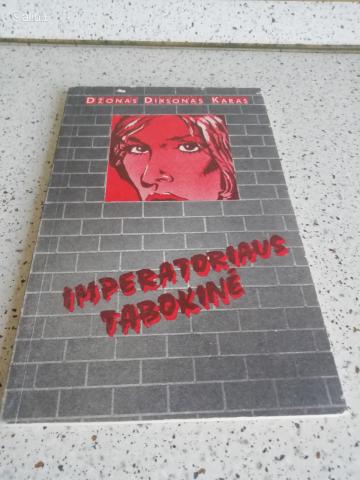 DŽONAS DIKSONAS KARAS
IMPERATORIAUS
TABOKINĖ